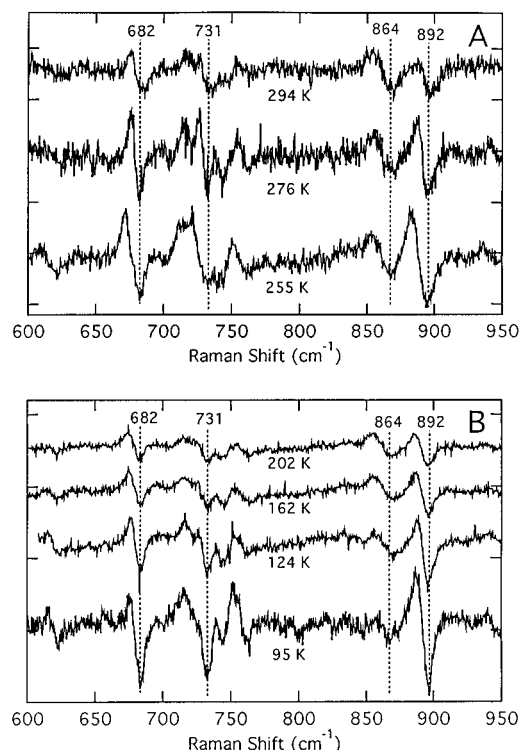 682 731 864 892 A
294 K
276 K
255 K
600 650 700 750 800 850 900 950
Raman Shift (cm-1)
682 731 864 892 B
202 K
162 K
124 K
95 K
600 650 700 750 800 850 900 950
Raman Shift (cm-1)